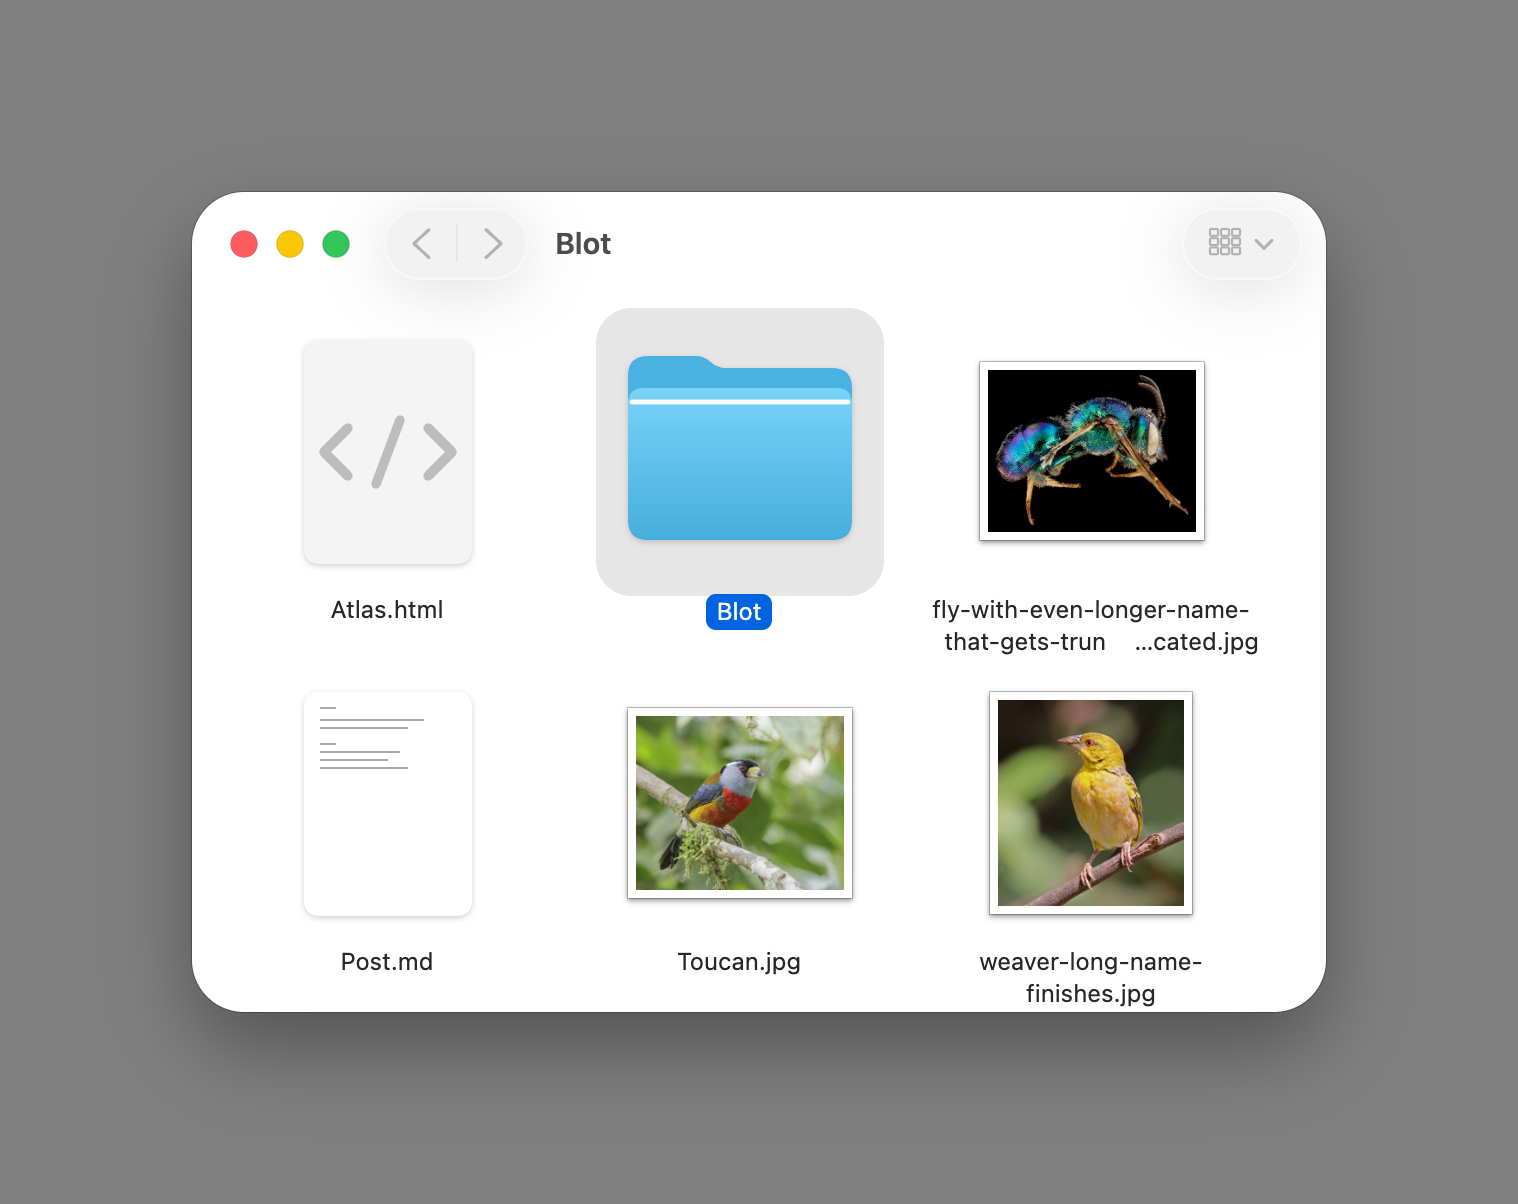 Blot
Atlas.html
Blot
fly-with-even-longer-name-
that-gets-trun …cated.jpg
Post.md
Toucan.jpg
weaver-long-name-
finishes.jpg